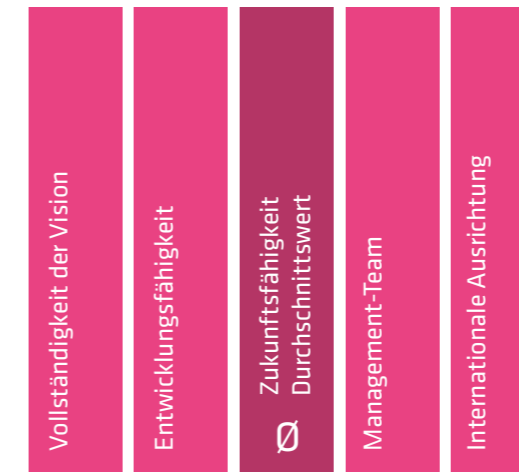 Vollständigkeit der Vision
Entwicklungsfähigkeit
Ø Zukunftsfähigkeit
Durchschnittswert
Management-Team
Internationale Ausrichtung